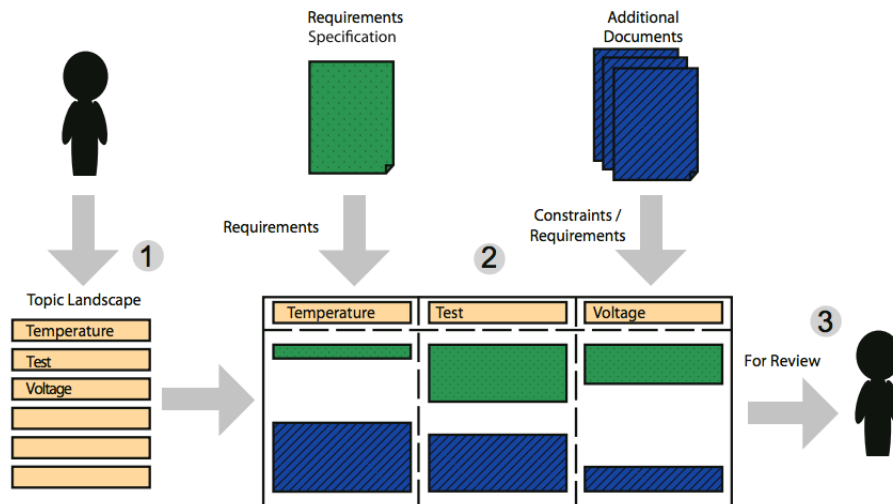 Requirements
Specification
Additional
Documents
Requirements
Constraints /
Requirements
1
2
Topic Landscape
Temperature
Test
Voltage
Temperature
Test
Voltage
3
For Review